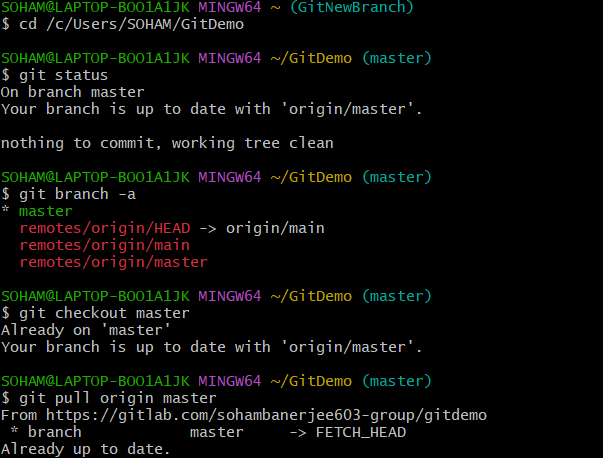 SOHAM@LAPTOP-BOO1A1JK MINGW64 ~ (GitNewBranch)
$ cd /c/Users/SOHAM/GitDemo
SOHAM@LAPTOP-BOO1A1JK MINGW64 ~/GitDemo (master)
$ git status
On branch master
Your branch is up to date with 'origin/master'.
nothing to commit, working tree clean
SOHAM@LAPTOP-BOO1A1JK MINGW64 ~/GitDemo (master)
$ git branch -a
* master
remotes/origin/HEAD -> origin/main
remotes/origin/main
remotes/origin/master
SOHAM@LAPTOP-BOO1A1JK MINGW64 ~/GitDemo (master)
$ git checkout master
Already on 'master'
Your branch is up to date with 'origin/master'.
SOHAM@LAPTOP-BOO1A1JK MINGW64 ~/GitDemo (master)
$ git pull origin master
From https://gitlab.com/sohambanerjee603-group/gitdemo
* branch master -> FETCH_HEAD
Already up to date.